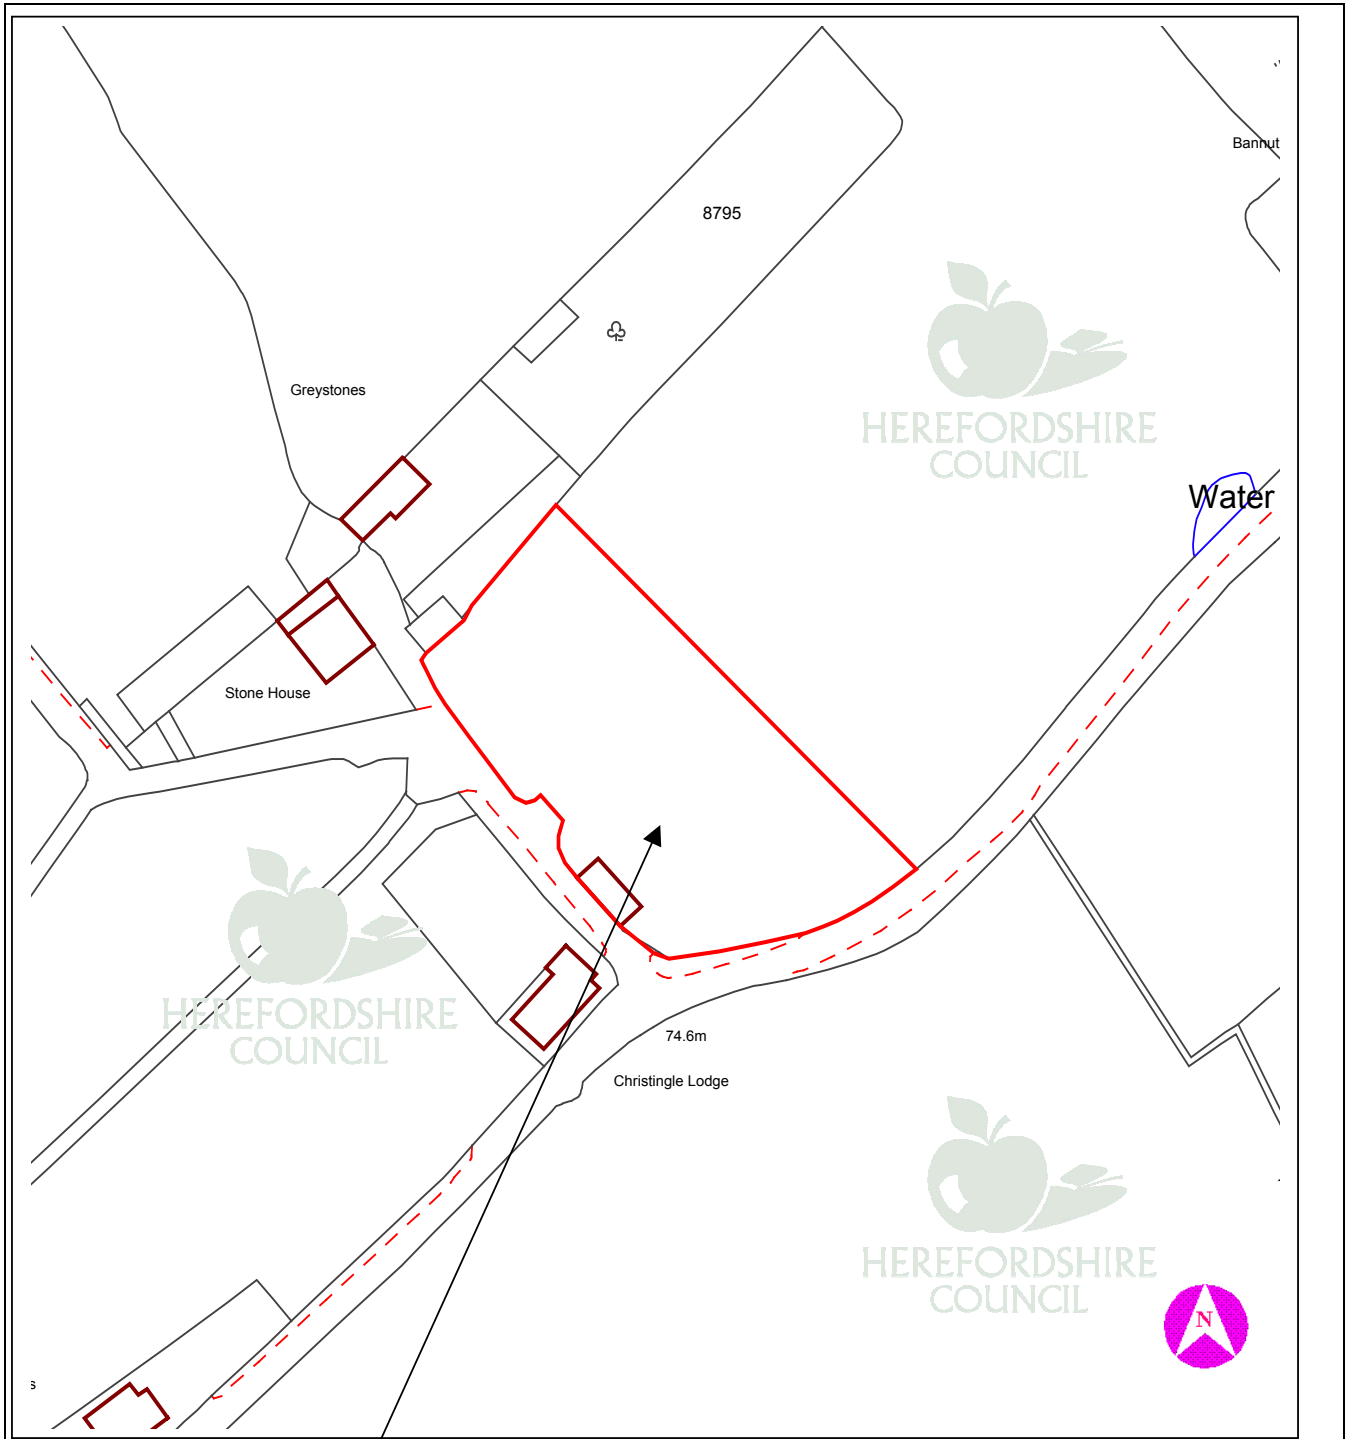 Bannut
8795
Greystones
HEREFORDSHIRE
COUNCIL
Water
Stone House
HEREFORDSHIRE
COUNCIL
74.6m
Christingle Lodge
HEREFORDSHIRE
COUNCIL
N
s